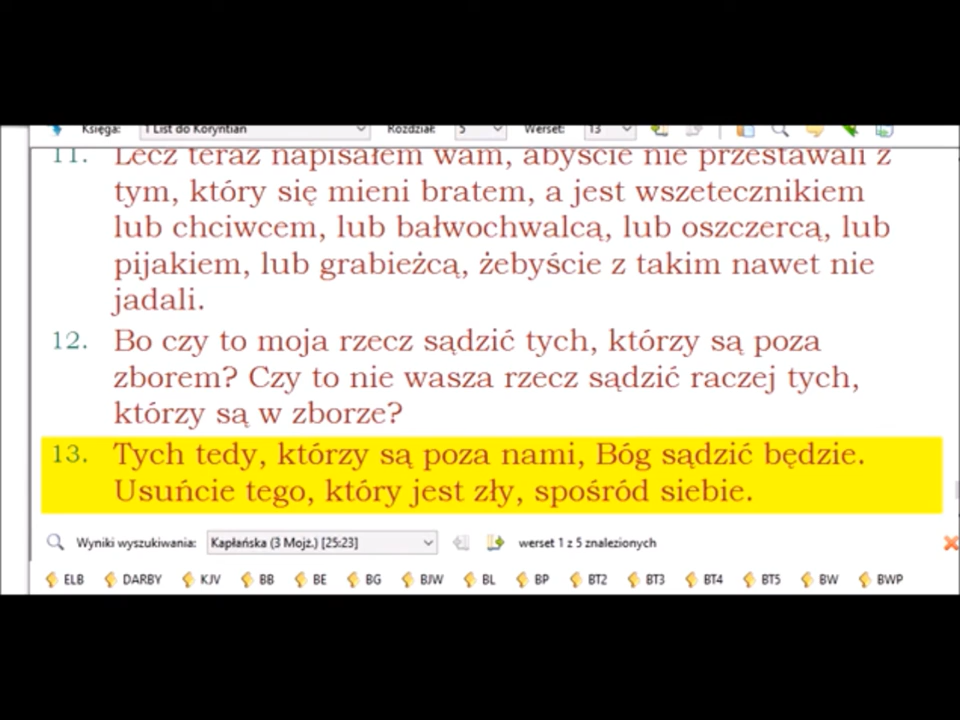 Księga: 1 List do Koryntian Rozdział: 5 Werset: 13
11. Lecz teraz napisałem wam, abyście nie przestawali z
tym, który się mieni bratem, a jest wszetecznikiem
lub chciwcem, lub bałwochwalcą, lub oszczercą, lub
pijakiem, lub grabieżcą, żebyście z takim nawet nie
jadali.
12. Bo czy to moja rzecz sądzić tych, którzy są poza
zborem? Czy to nie wasza rzecz sądzić raczej tych,
którzy są w zborze?
13. Tych tedy, którzy są poza nami, Bóg sądzić będzie.
Usuńcie tego, który jest zły, spośród siebie.
Wyniki wyszukiwania: Kapłańska (3 Mojż.) [25:23] werset 1 z 5 znalezionych
ELB DARBY KJV BB BE BG BJW BL BP BT2 BT3 BT4 BT5 BW BWP